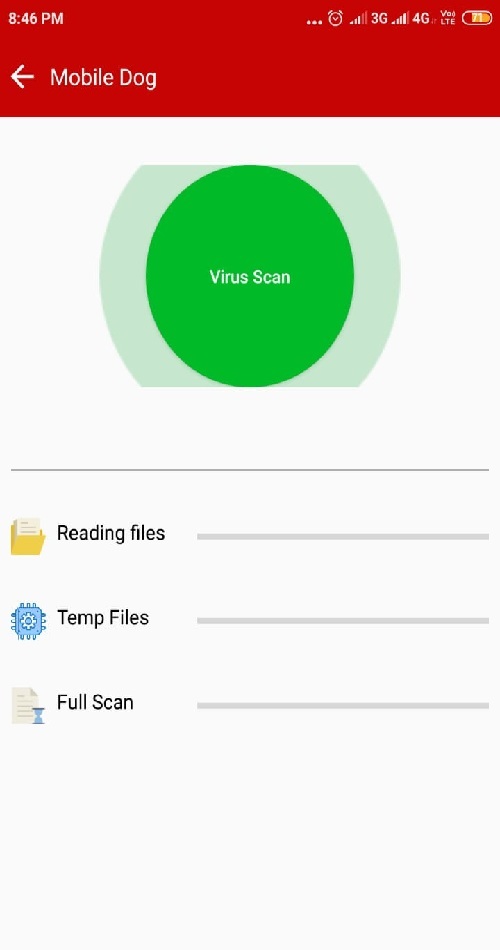 8:46 PM ... 3G 4G Vo) LTE 71
Mobile Dog
Virus Scan
Reading files
Temp Files
Full Scan